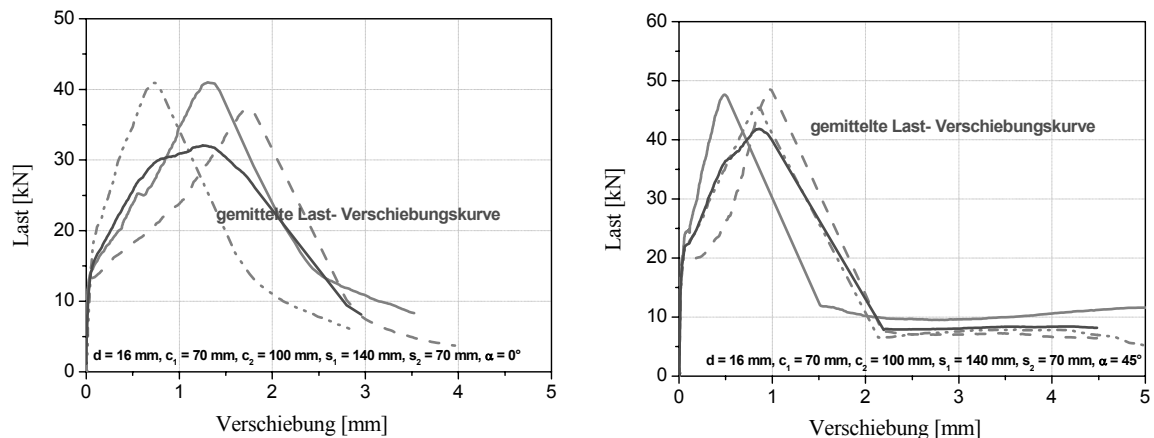 50
40
30
20
10
0
Last [kN]
gemittelte Last- Verschiebungskurve
d = 16 mm, c₁ = 70 mm, c₂ = 100 mm, s₁ = 140 mm, s₂ = 70 mm, α = 0°
0 1 2 3 4 5
Verschiebung [mm]
60
50
40
30
20
10
0
Last [kN]
gemittelte Last- Verschiebungskurve
d = 16 mm, c₁ = 70 mm, c₂ = 100 mm, s₁ = 140 mm, s₂ = 70 mm, α = 45°
0 1 2 3 4 5
Verschiebung [mm]